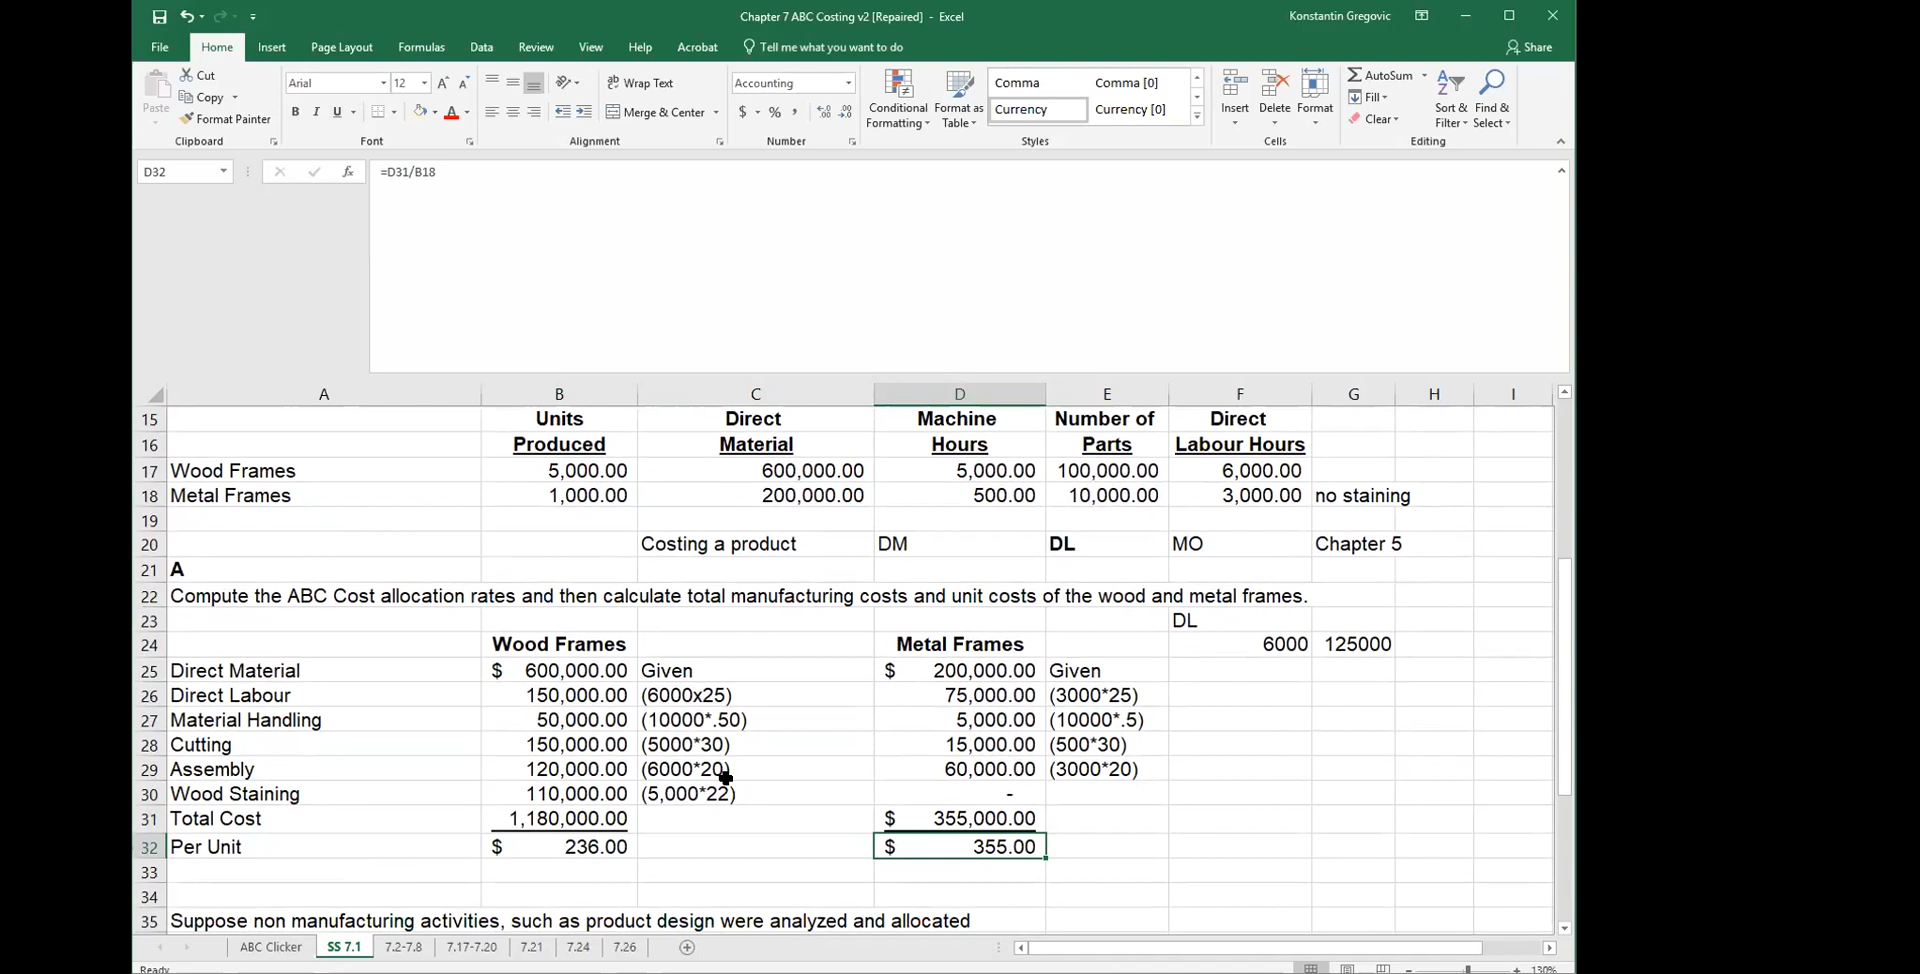 Chapter 7 ABC Costing v2 [Repaired] - Excel
Konstantin Gregovic
File Home Insert Page Layout Formulas Data Review View Help Acrobat Tell me what you want to do Share
Paste
Cut
Copy
Format Painter
Clipboard
Arial 12
B I U
Font
Wrap Text
Merge & Center
Alignment
Accounting
$ % ,
Number
Conditional Formatting
Format as Table
Comma Comma [0]
Currency Currency [0]
Styles
Insert Delete Format
Cells
AutoSum
Fill
Clear
Sort & Filter
Find & Select
Editing
D32 fx =D31/B18
A B C D E F G H I
15 Units Direct Machine Number of Direct
16 Produced Material Hours Parts Labour Hours
17 Wood Frames 5,000.00 600,000.00 5,000.00 100,000.00 6,000.00
18 Metal Frames 1,000.00 200,000.00 500.00 10,000.00 3,000.00 no staining
19
20 Costing a product DM DL MO Chapter 5
21 A
22 Compute the ABC Cost allocation rates and then calculate total manufacturing costs and unit costs of the wood and metal frames.
23 DL
24 Wood Frames Metal Frames 6000 125000
25 Direct Material $ 600,000.00 Given $ 200,000.00 Given
26 Direct Labour 150,000.00 (6000x25) 75,000.00 (3000*25)
27 Material Handling 50,000.00 (10000*.50) 5,000.00 (10000*.5)
28 Cutting 150,000.00 (5000*30) 15,000.00 (500*30)
29 Assembly 120,000.00 (6000*20) 60,000.00 (3000*20)
30 Wood Staining 110,000.00 (5,000*22) -
31 Total Cost 1,180,000.00 $ 355,000.00
32 Per Unit $ 236.00 $ 355.00
33
34
35 Suppose non manufacturing activities, such as product design were analyzed and allocated
ABC Clicker SS 7.1 7.2-7.8 7.17-7.20 7.21 7.24 7.26
Ready 130%